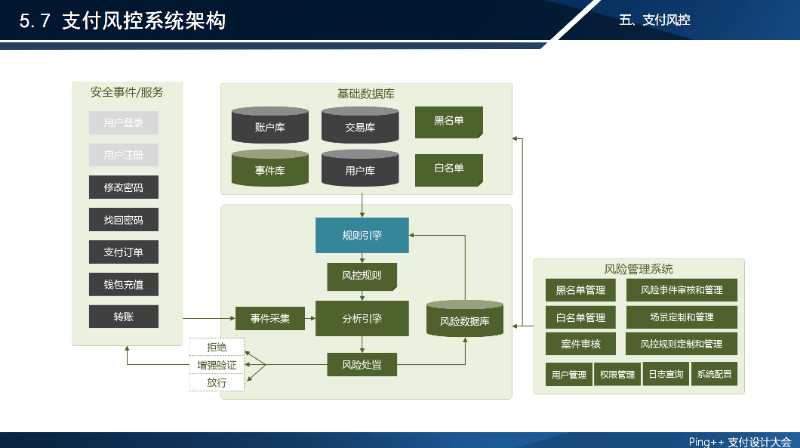 5.7 支付风控系统架构
五、支付风控
安全事件/服务
用户登录
用户注册
修改密码
找回密码
支付订单
钱包充值
转账
基础数据库
账户库
交易库
黑名单
事件库
用户库
白名单
规则引擎
风控规则
事件采集
分析引擎
风险数据库
风险处置
拒绝
增强验证
放行
风险管理系统
黑名单管理
风险事件审核和管理
白名单管理
场景定制和管理
案件审核
风控规则定制和管理
用户管理
权限管理
日志查询
系统配置
Ping++ 支付设计大会